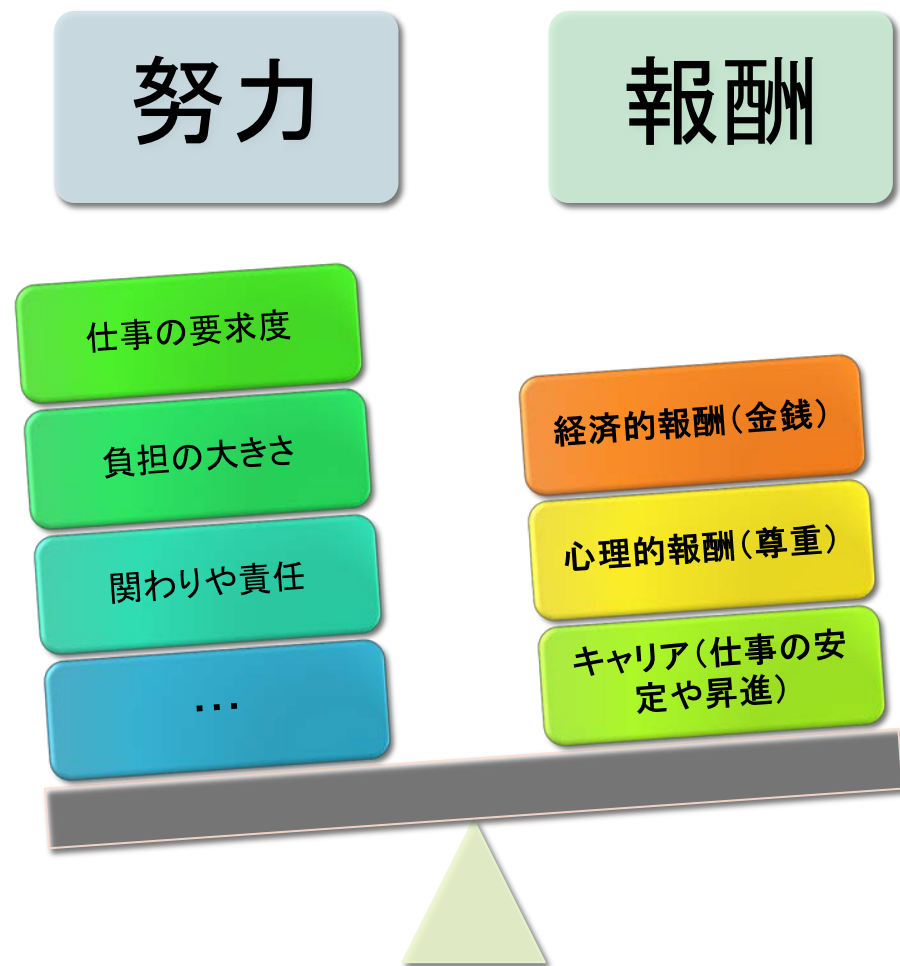 努力
報酬
仕事の要求度
負担の大きさ
関わりや責任
…
経済的報酬（金銭）
心理的報酬（尊重）
キャリア（仕事の安
定や昇進）